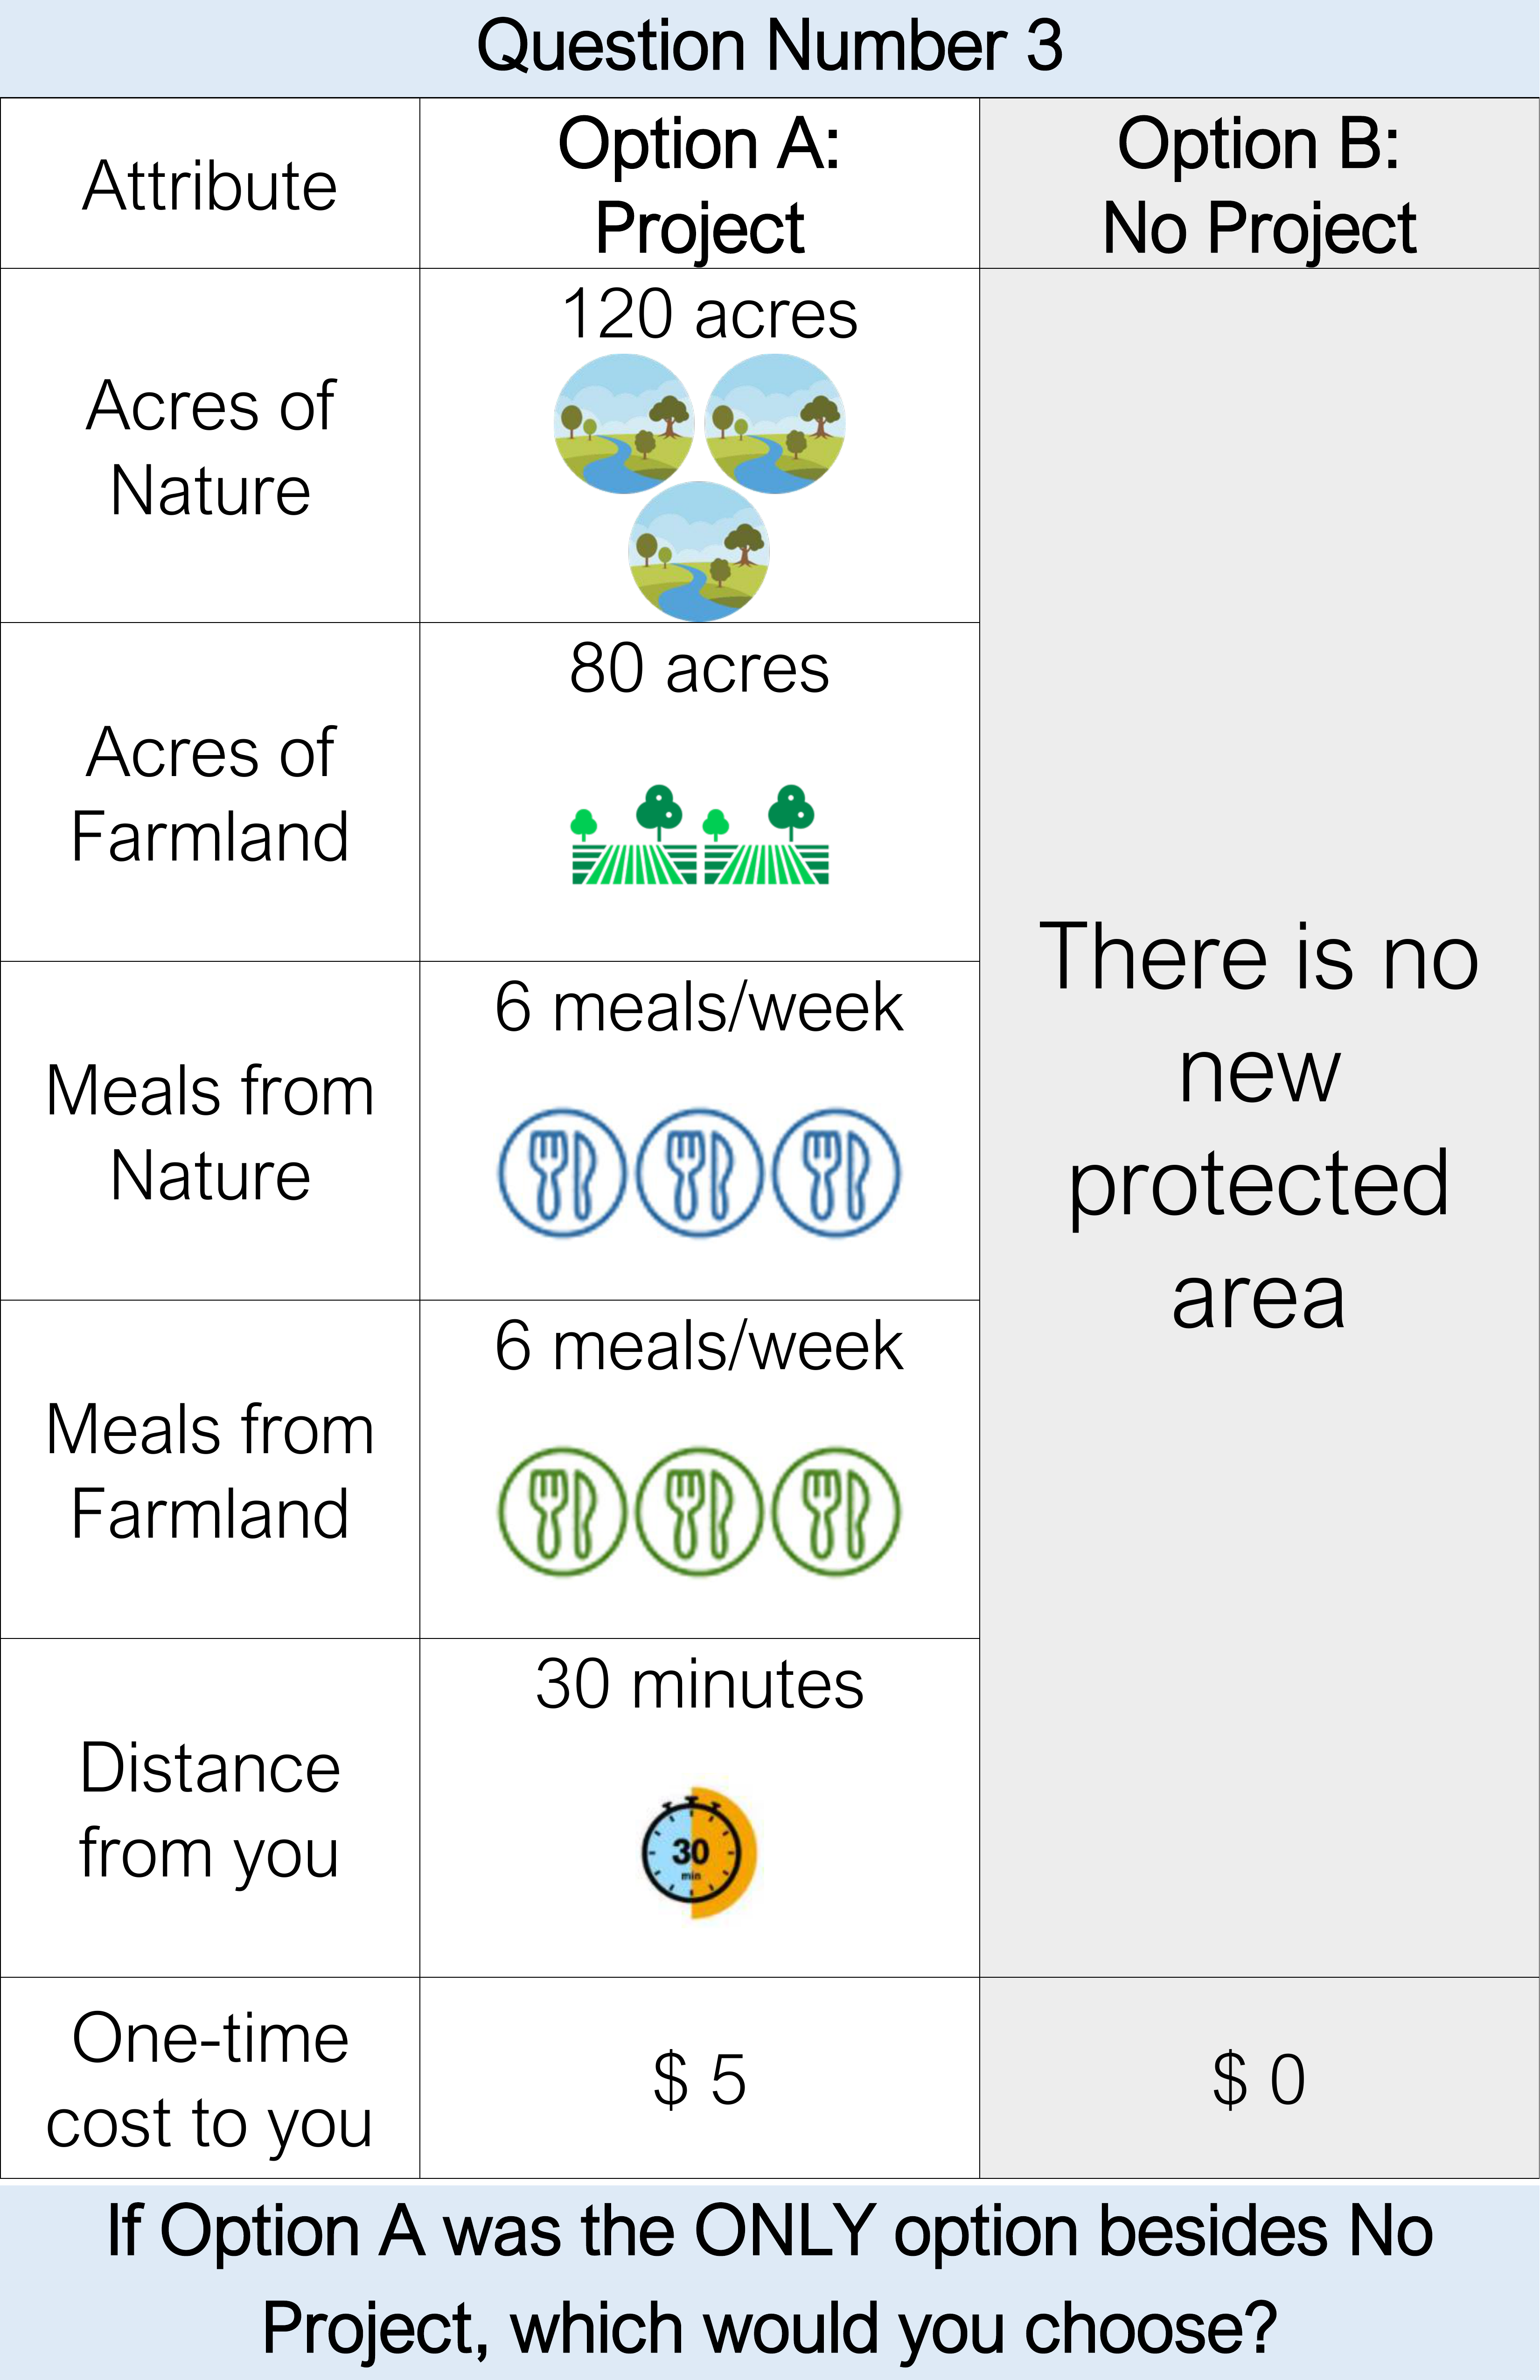 Question Number 3
Attribute
Option A:
Project
Option B:
No Project
Acres of
Nature
120 acres
Acres of
Farmland
80 acres
Meals from
Nature
6 meals/week
Meals from
Farmland
6 meals/week
Distance
from you
30 minutes
30
min
There is no
new
protected
area
One-time
cost to you
$ 5
$ 0
If Option A was the ONLY option besides No
Project, which would you choose?